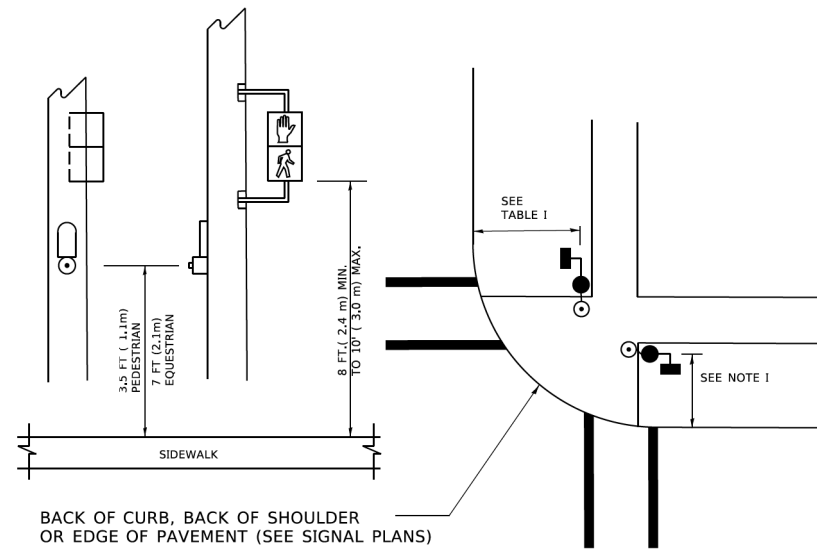 SEE
TABLE I
3.5 FT ( 1.1m)
PEDESTRIAN
7 FT (2.1m)
EQUESTRIAN
8 FT.( 2.4 m) MIN.
TO 10' ( 3.0 m) MAX.
SEE NOTE I
SIDEWALK
BACK OF CURB, BACK OF SHOULDER
OR EDGE OF PAVEMENT (SEE SIGNAL PLANS)